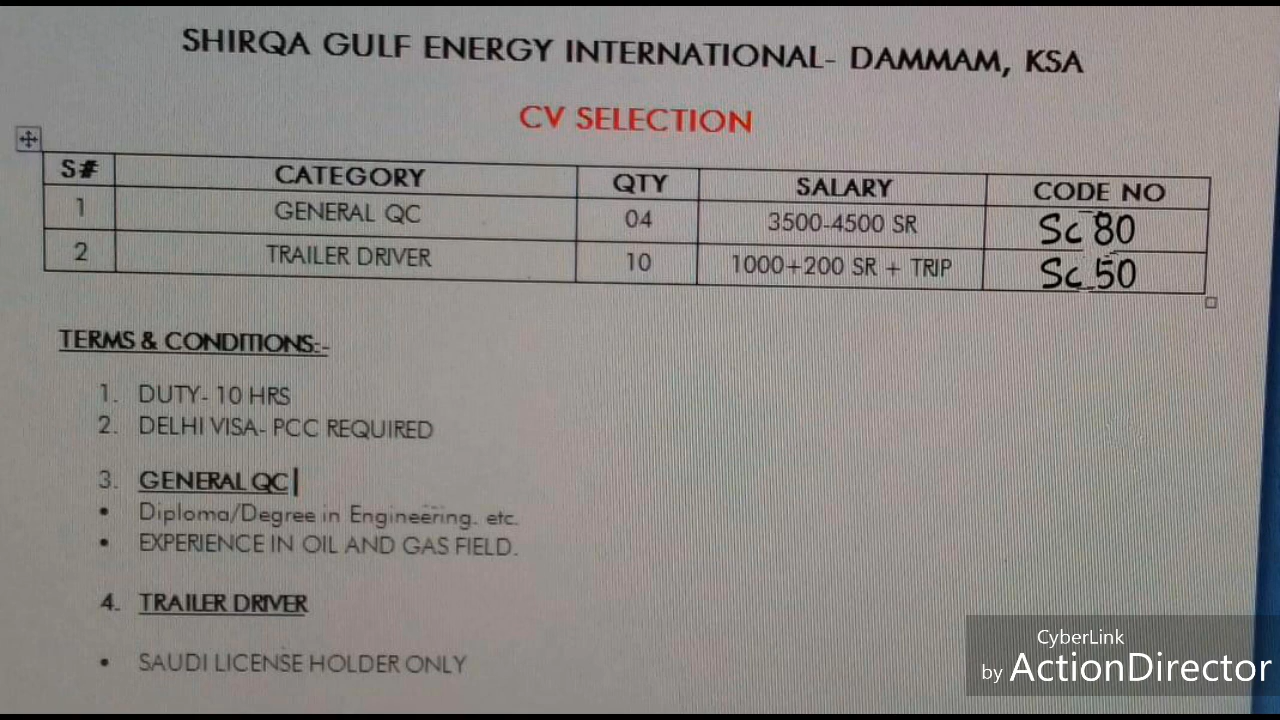 SHIRQA GULF ENERGY INTERNATIONAL- DAMMAM, KSA
CV SELECTION
S# CATEGORY QTY SALARY CODE NO
1 GENERAL QC 04 3500-4500 SR Sc 80
2 TRAILER DRIVER 10 1000+200 SR + TRIP Sc 50
TERMS & CONDITIONS:-
1. DUTY- 10 HRS
2. DELHI VISA- PCC REQUIRED
3. GENERAL QC
• Diploma/Degree in Engineering. etc.
• EXPERIENCE IN OIL AND GAS FIELD.
4. TRAILER DRIVER
• SAUDI LICENSE HOLDER ONLY
CyberLink
by ActionDirector